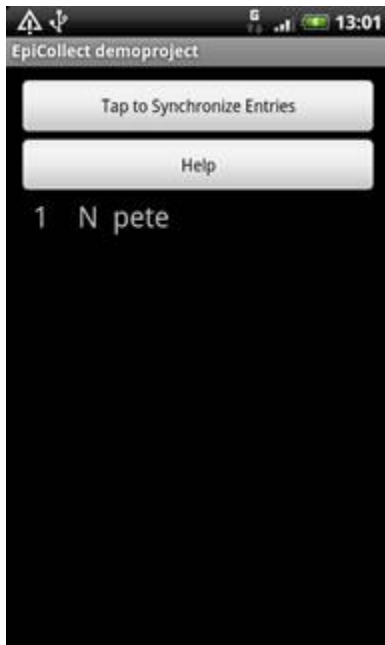 G 13:01
EpiCollect demoproject
Tap to Synchronize Entries
Help
1 N pete